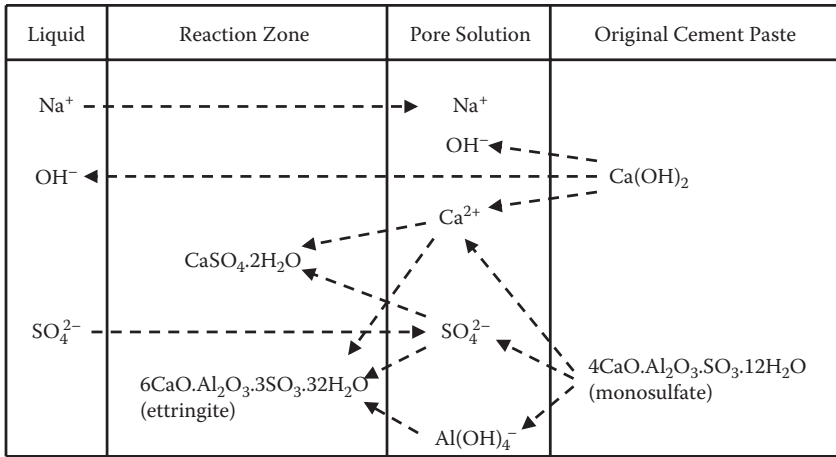 Liquid Reaction Zone Pore Solution Original Cement Paste
Na⁺ Na⁺
OH⁻
OH⁻ Ca(OH)₂
Ca²⁺
CaSO₄.2H₂O
SO₄²⁻ SO₄²⁻
6CaO.Al₂O₃.3SO₃.32H₂O 4CaO.Al₂O₃.SO₃.12H₂O
(ettringite) (monosulfate)
Al(OH)₄⁻